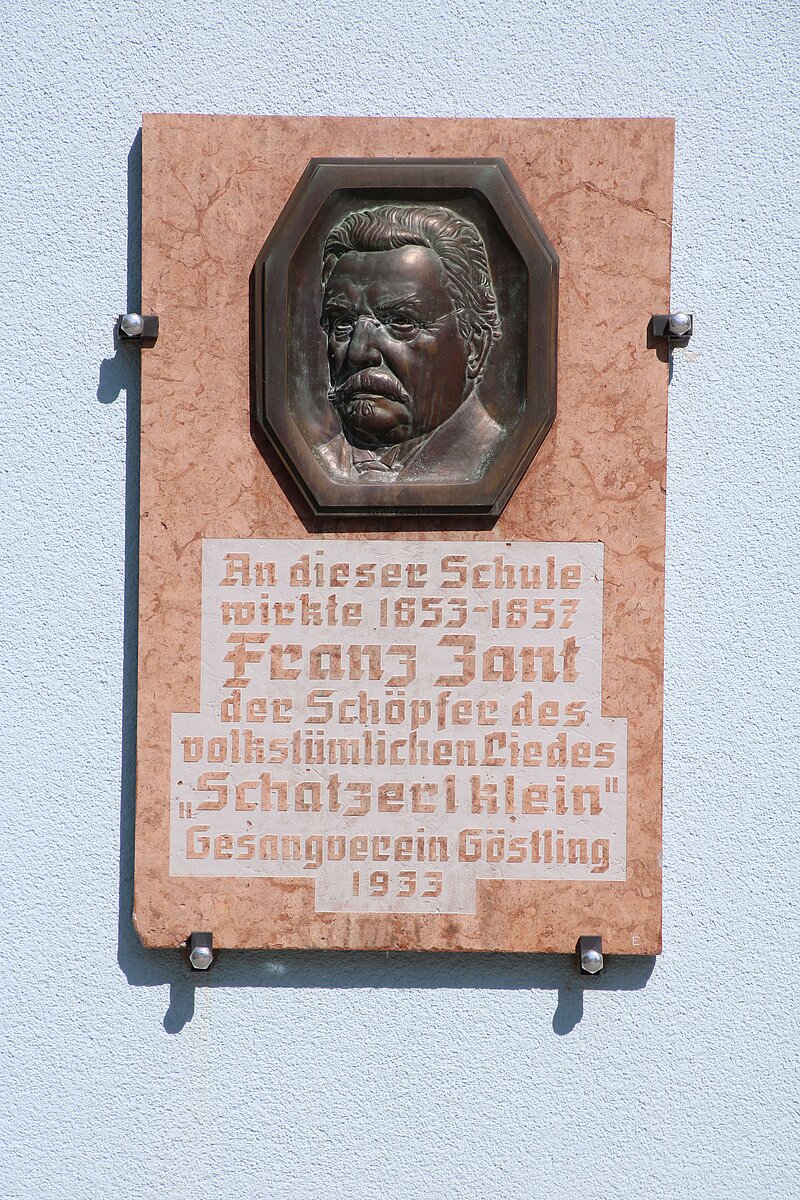 An dieser Schule
wirkte 1853-1857
Franz Zant
der Schöpfer des
volkstümlichen Liedes
„Schatzerl klein"
Gesangverein Göstling
1933
E.